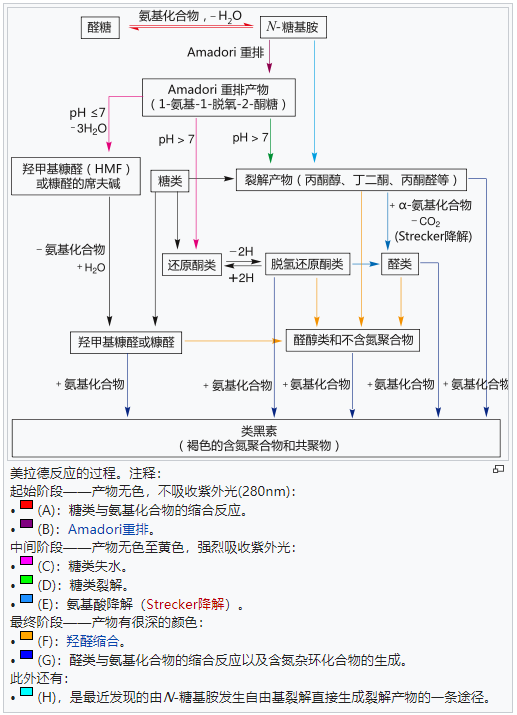 醛糖
氨基化合物，-H₂O
N-糖基胺
Amadori 重排
Amadori 重排产物
（1-氨基-1-脱氧-2-酮糖）
pH ≤7
-3H₂O
pH > 7
pH > 7
羟甲基糠醛（HMF）
或糠醛的席夫碱
糖类
裂解产物（丙酮醇、丁二酮、丙酮醛等）
+ α-氨基化合物
-CO₂
(Strecker降解)
-氨基化合物
+H₂O
还原酮类
-2H
+2H
脱氢还原酮类
醛类
羟甲基糠醛或糠醛
醛醇类和不含氮聚合物
+ 氨基化合物
+ 氨基化合物
+ 氨基化合物
+ 氨基化合物
+ 氨基化合物
类黑素
（褐色的含氮聚合物和共聚物）
美拉德反应的过程。注释：
起始阶段——产物无色，不吸收紫外光(280nm)：
• (A)：糖类与氨基化合物的缩合反应。
• (B)：Amadori重排。
中间阶段——产物无色至黄色，强烈吸收紫外光：
• (C)：糖类失水。
• (D)：糖类裂解。
• (E)：氨基酸降解（Strecker降解）。
最终阶段——产物有很深的颜色：
• (F)：羟醛缩合。
• (G)：醛类与氨基化合物的缩合反应以及含氮杂环化合物的生成。
此外还有：
• (H)，是最近发现的由N-糖基胺发生自由基裂解直接生成裂解产物的一条途径。